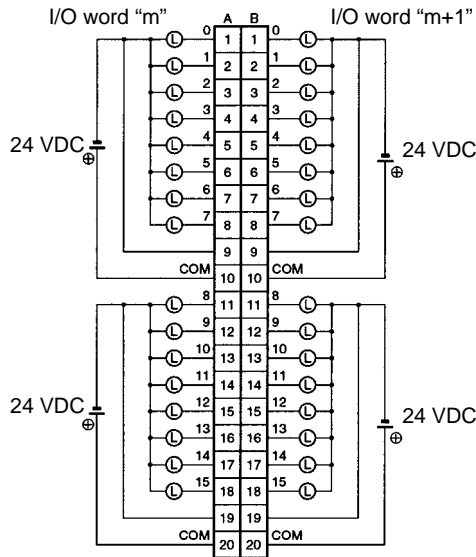 I/O word “m” I/O word “m+1”
A B
0 1 1 0
L L
1 2 2 1
L L
2 3 3 2
L L
3 4 4 3
L L
24 VDC 24 VDC
4 5 5 4
L L
5 6 6 5
L L
6 7 7 6
L L
7 8 8 7
L L
9 9
COM 10 10 COM
8 11 11 8
L L
9 12 12 9
L L
10 13 13 10
L L
11 14 14 11
L L
24 VDC 24 VDC
12 15 15 12
L L
13 16 16 13
L L
14 17 17 14
L L
15 18 18 15
L L
19 19
COM 20 20 COM